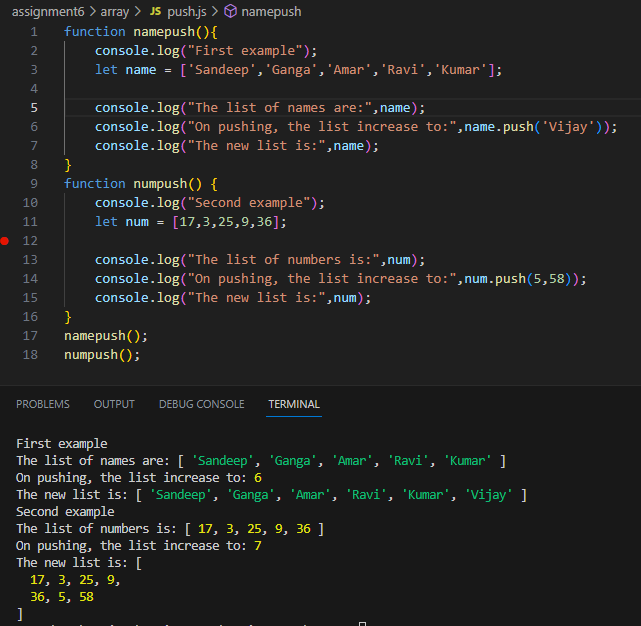 assignment6 > array > JS push.js > namepush
1 function namepush(){
2 console.log("First example");
3 let name = ['Sandeep','Ganga','Amar','Ravi','Kumar'];
4
5 console.log("The list of names are:",name);
6 console.log("On pushing, the list increase to:",name.push('Vijay'));
7 console.log("The new list is:",name);
8 }
9 function numpush() {
10 console.log("Second example");
11 let num = [17,3,25,9,36];
12
13 console.log("The list of numbers is:",num);
14 console.log("On pushing, the list increase to:",num.push(5,58));
15 console.log("The new list is:",num);
16 }
17 namepush();
18 numpush();
PROBLEMS OUTPUT DEBUG CONSOLE TERMINAL
First example
The list of names are: [ 'Sandeep', 'Ganga', 'Amar', 'Ravi', 'Kumar' ]
On pushing, the list increase to: 6
The new list is: [ 'Sandeep', 'Ganga', 'Amar', 'Ravi', 'Kumar', 'Vijay' ]
Second example
The list of numbers is: [ 17, 3, 25, 9, 36 ]
On pushing, the list increase to: 7
The new list is: [
17, 3, 25, 9,
36, 5, 58
]